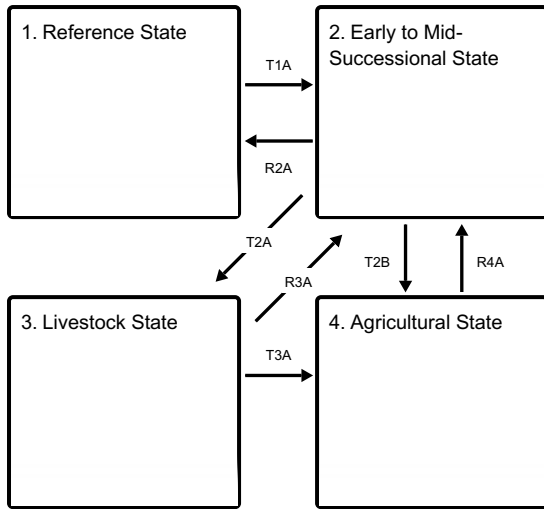 1. Reference State
2. Early to Mid-
Successional State
T1A
R2A
T2A
R3A
T2B
R4A
3. Livestock State
4. Agricultural State
T3A